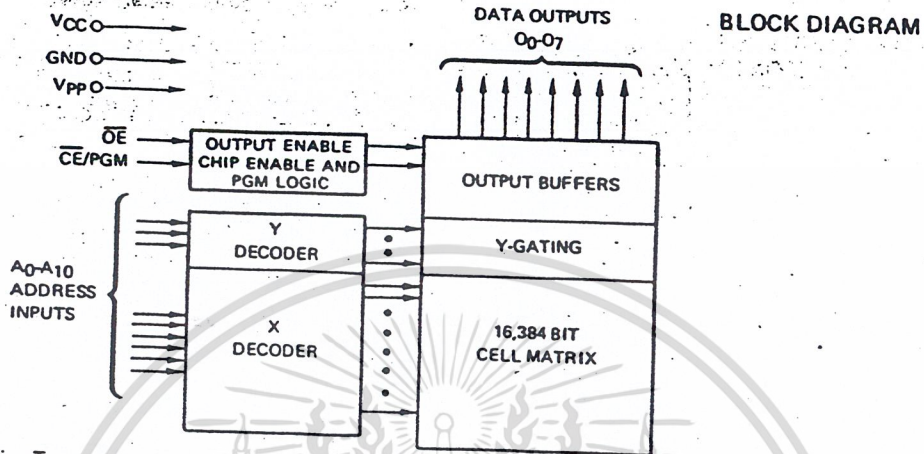 BLOCK DIAGRAM
VCC
GND
VPP
DATA OUTPUTS
O0-O7
OE
CE/PGM
OUTPUT ENABLE
CHIP ENABLE AND
PGM LOGIC
OUTPUT BUFFERS
Y
DECODER
Y-GATING
A0-A10
ADDRESS
INPUTS
X
DECODER
16,384 BIT
CELL MATRIX